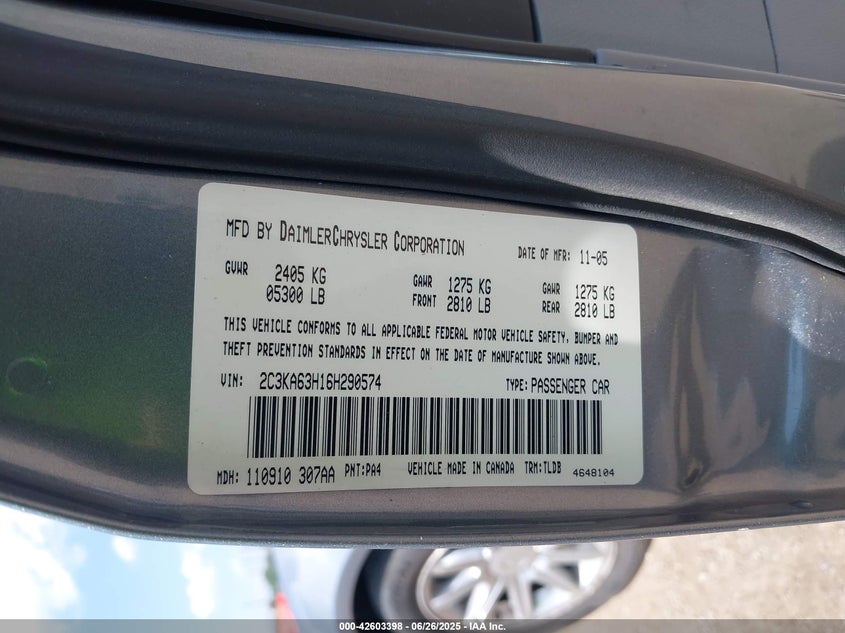 MFD BY DAIMLERCHRYSLER CORPORATION DATE OF MFR: 11-05
GVWR 2405 KG GAWR 1275 KG GAWR 1275 KG
05300 LB FRONT 2810 LB REAR 2810 LB
THIS VEHICLE CONFORMS TO ALL APPLICABLE FEDERAL MOTOR VEHICLE SAFETY, BUMPER AND
THEFT PREVENTION STANDARDS IN EFFECT ON THE DATE OF MANUFACTURE SHOWN ABOVE.
VIN: 2C3KA63H16H290574 TYPE: PASSENGER CAR
MDH: 110910 307AA PNT:PA4 VEHICLE MADE IN CANADA TRM:TLDB 4648104
000-42603398 - 06/26/2025 - IAA Inc.